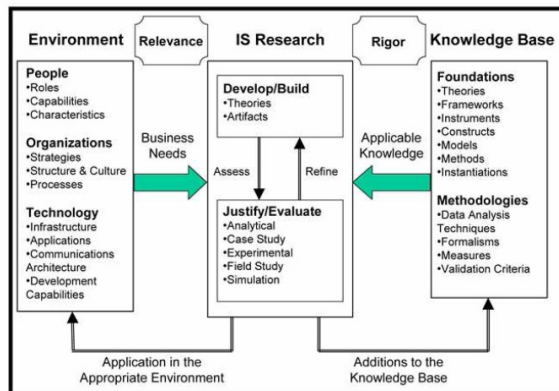 Environment
Relevance
IS Research
Rigor
Knowledge Base
People
•Roles
•Capabilities
•Characteristics
Organizations
•Strategies
•Structure & Culture
•Processes
Technology
•Infrastructure
•Applications
•Communications
Architecture
•Development
Capabilities
Business
Needs
Develop/Build
•Theories
•Artifacts
Assess
Refine
Justify/Evaluate
•Analytical
•Case Study
•Experimental
•Field Study
•Simulation
Applicable
Knowledge
Foundations
•Theories
•Frameworks
•Instruments
•Constructs
•Models
•Methods
•Instantiations
Methodologies
•Data Analysis
Techniques
•Formalisms
•Measures
•Validation Criteria
Application in the
Appropriate Environment
Additions to the
Knowledge Base